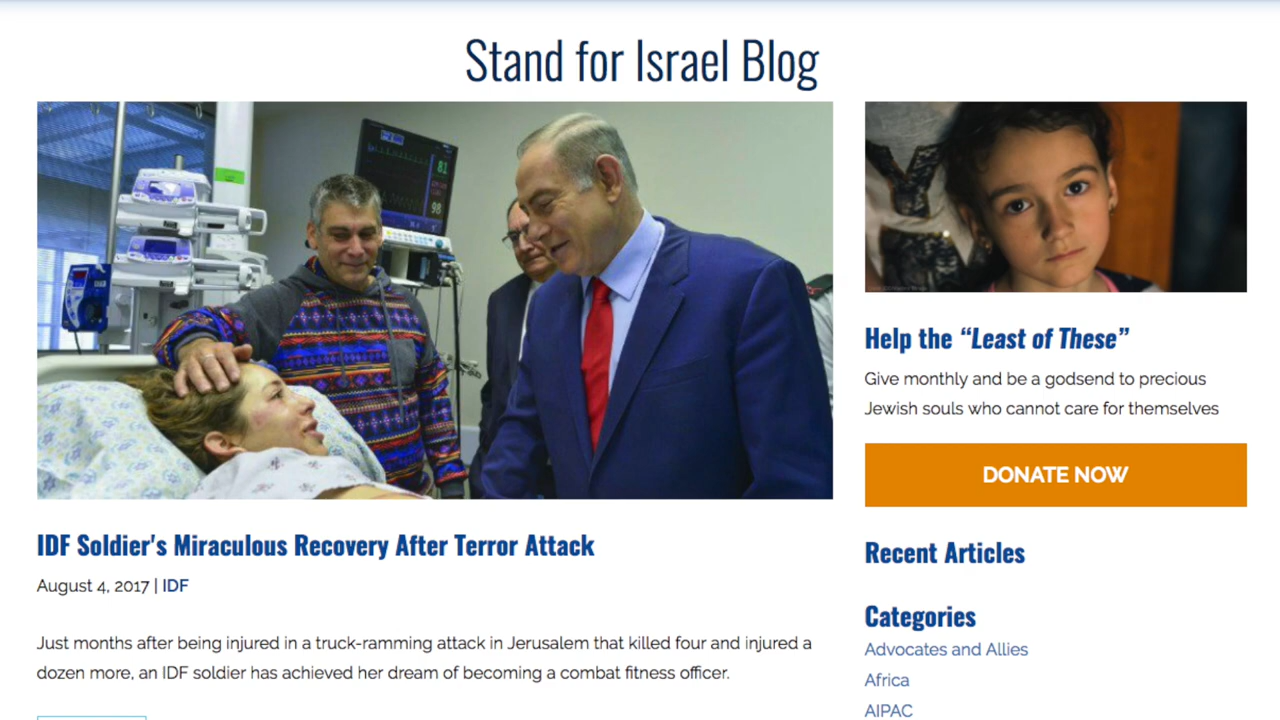 Stand for Israel Blog
81
98
IDF Soldier's Miraculous Recovery After Terror Attack
August 4, 2017 | IDF
Just months after being injured in a truck-ramming attack in Jerusalem that killed four and injured a
dozen more, an IDF soldier has achieved her dream of becoming a combat fitness officer.
Help the “Least of These”
Give monthly and be a godsend to precious
Jewish souls who cannot care for themselves
DONATE NOW
Recent Articles
Categories
Advocates and Allies
Africa
AIPAC